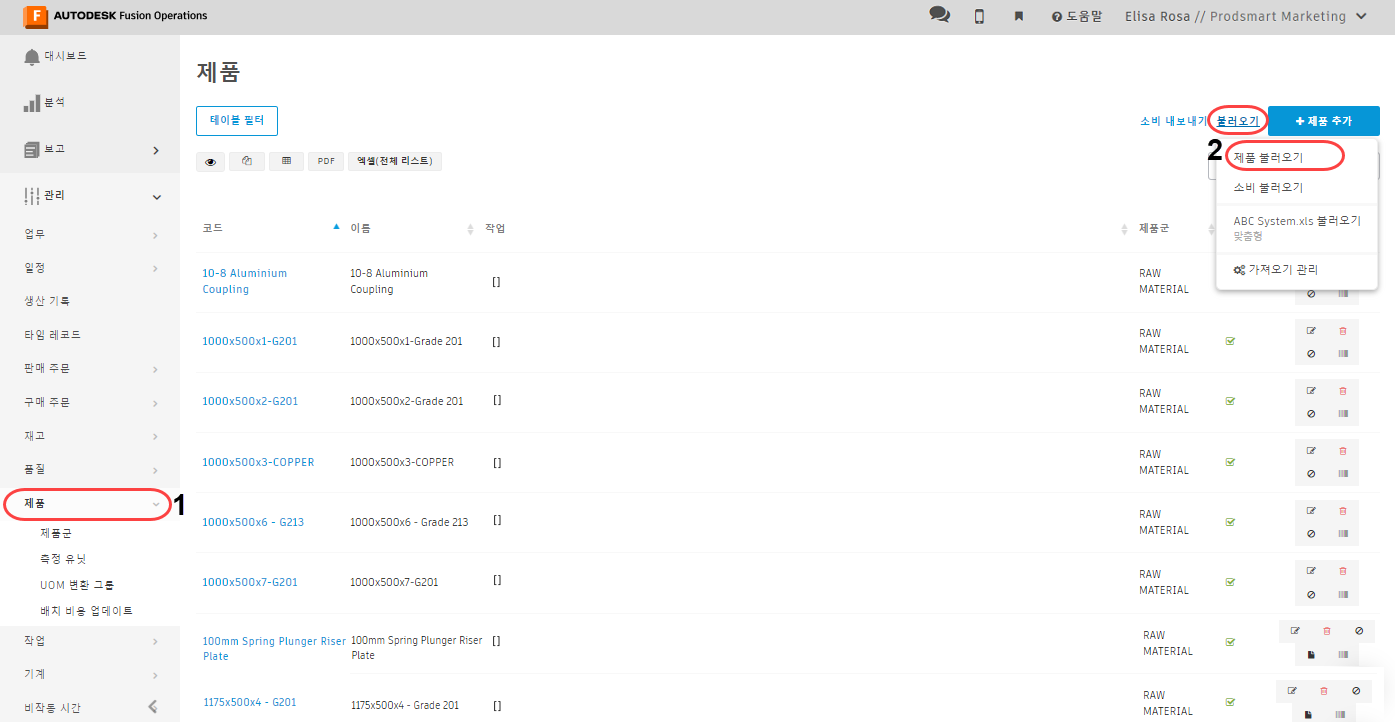 F AUTODESK Fusion Operations
도움말
Elisa Rosa // Prodsmart Marketing
대시보드
분석
보고
관리
업무
일정
생산 기록
타임 레코드
판매 주문
구매 주문
재고
품질
제품
1
제품군
측정 유닛
UOM 변환 그룹
배치 비용 업데이트
작업
기계
비작동 시간
제품
테이블 필터
소비 내보내기
불러오기
+ 제품 추가
2
제품 불러오기
소비 불러오기
ABC System.xls 불러오기
맞춤형
가져오기 관리
PDF
엑셀(전체 리스트)
코드 이름 작업 제품군
10-8 Aluminium 10-8 Aluminium [] RAW
Coupling Coupling MATERIAL
1000x500x1-G201 1000x500x1-Grade 201 [] RAW
MATERIAL
1000x500x2-G201 1000x500x2-Grade 201 [] RAW
MATERIAL
1000x500x3-COPPER 1000x500x3-COPPER [] RAW
MATERIAL
1000x500x6 - G213 1000x500x6 - Grade 213 [] RAW
MATERIAL
1000x500x7-G201 1000x500x7-G201 [] RAW
MATERIAL
100mm Spring Plunger Riser 100mm Spring Plunger Riser [] RAW
Plate Plate MATERIAL
1175x500x4 - G201 1175x500x4 - Grade 201 [] RAW
MATERIAL